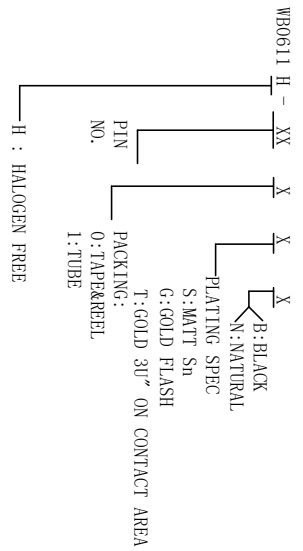 WB0611 H - XX X X X
B:BLACK
N:NATURAL
PLATING SPEC
S:MATT Sn
G:GOLD FLASH
T:GOLD 3U" ON CONTACT AREA
PACKING:
0:TAPE&REEL
1:TUBE
PIN
NO.
H : HALOGEN FREE